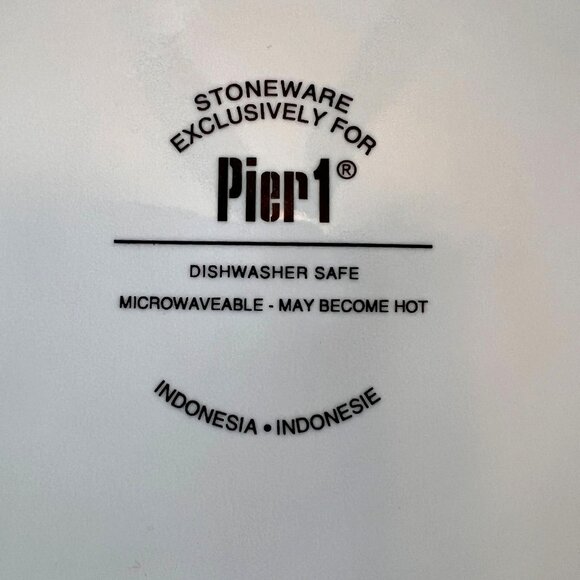 STONEWARE
EXCLUSIVELY FOR
Pier1®
DISHWASHER SAFE
MICROWAVEABLE - MAY BECOME HOT
INDONESIA • INDONESIE